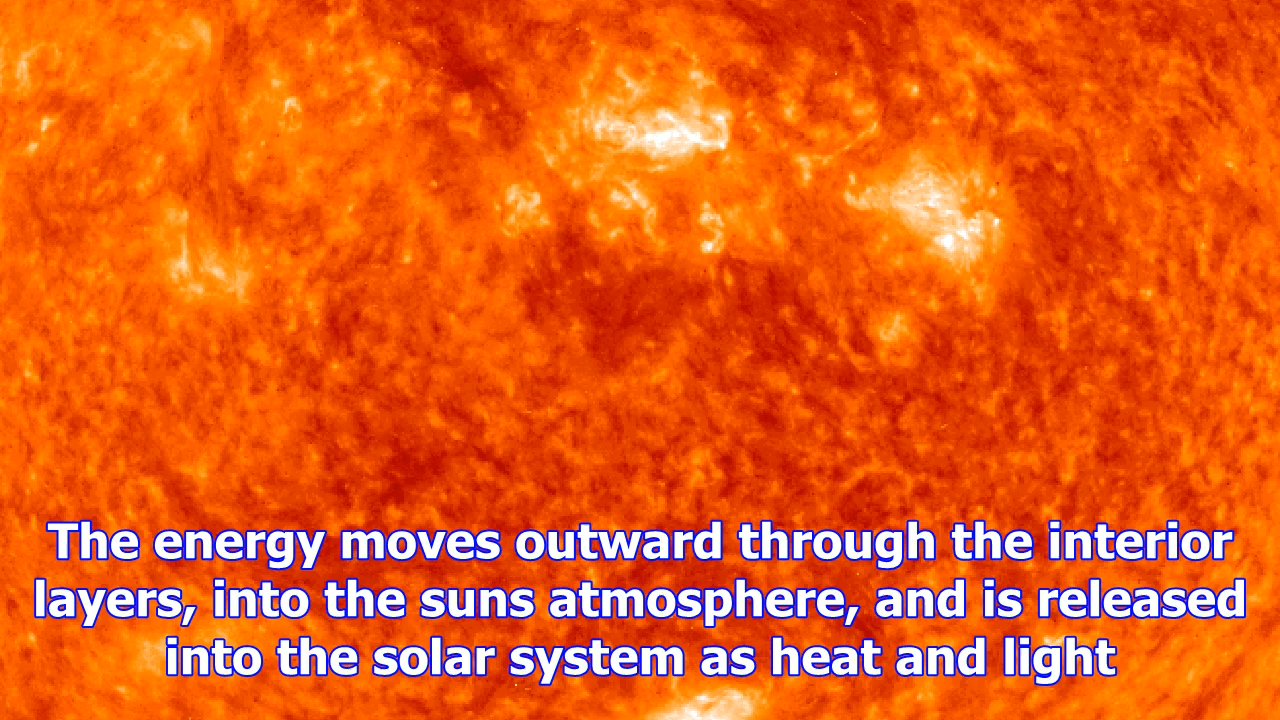 The energy moves outward through the interior
layers, into the suns atmosphere, and is released
into the solar system as heat and light